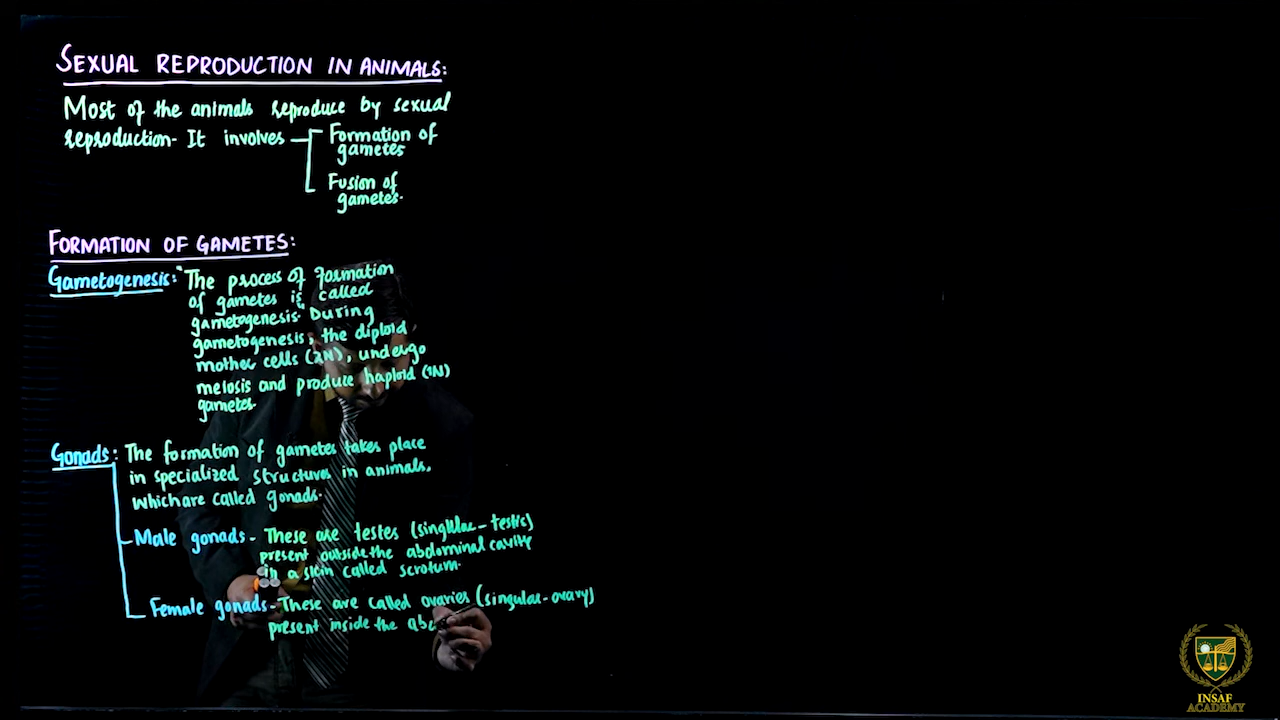 SEXUAL REPRODUCTION IN ANIMALS:
Most of the animals reproduce by sexual
reproduction. It involves
Formation of
gametes
Fusion of
gametes.
FORMATION OF GAMETES:
Gametogenesis: "The process of formation
of gametes is called
gametogenesis." During
gametogenesis, the diploid
mother cells (2N), undergo
meiosis and produce haploid (1N)
gametes.
Gonads: The formation of gametes takes place
in specialized structures in animals,
which are called gonads.
Male gonads - These are testes (singular - testis)
present outside the abdominal cavity
in a skin called scrotum.
Female gonads - These are called ovaries (singular - ovary)
present inside the abd
INSAF
ACADEMY